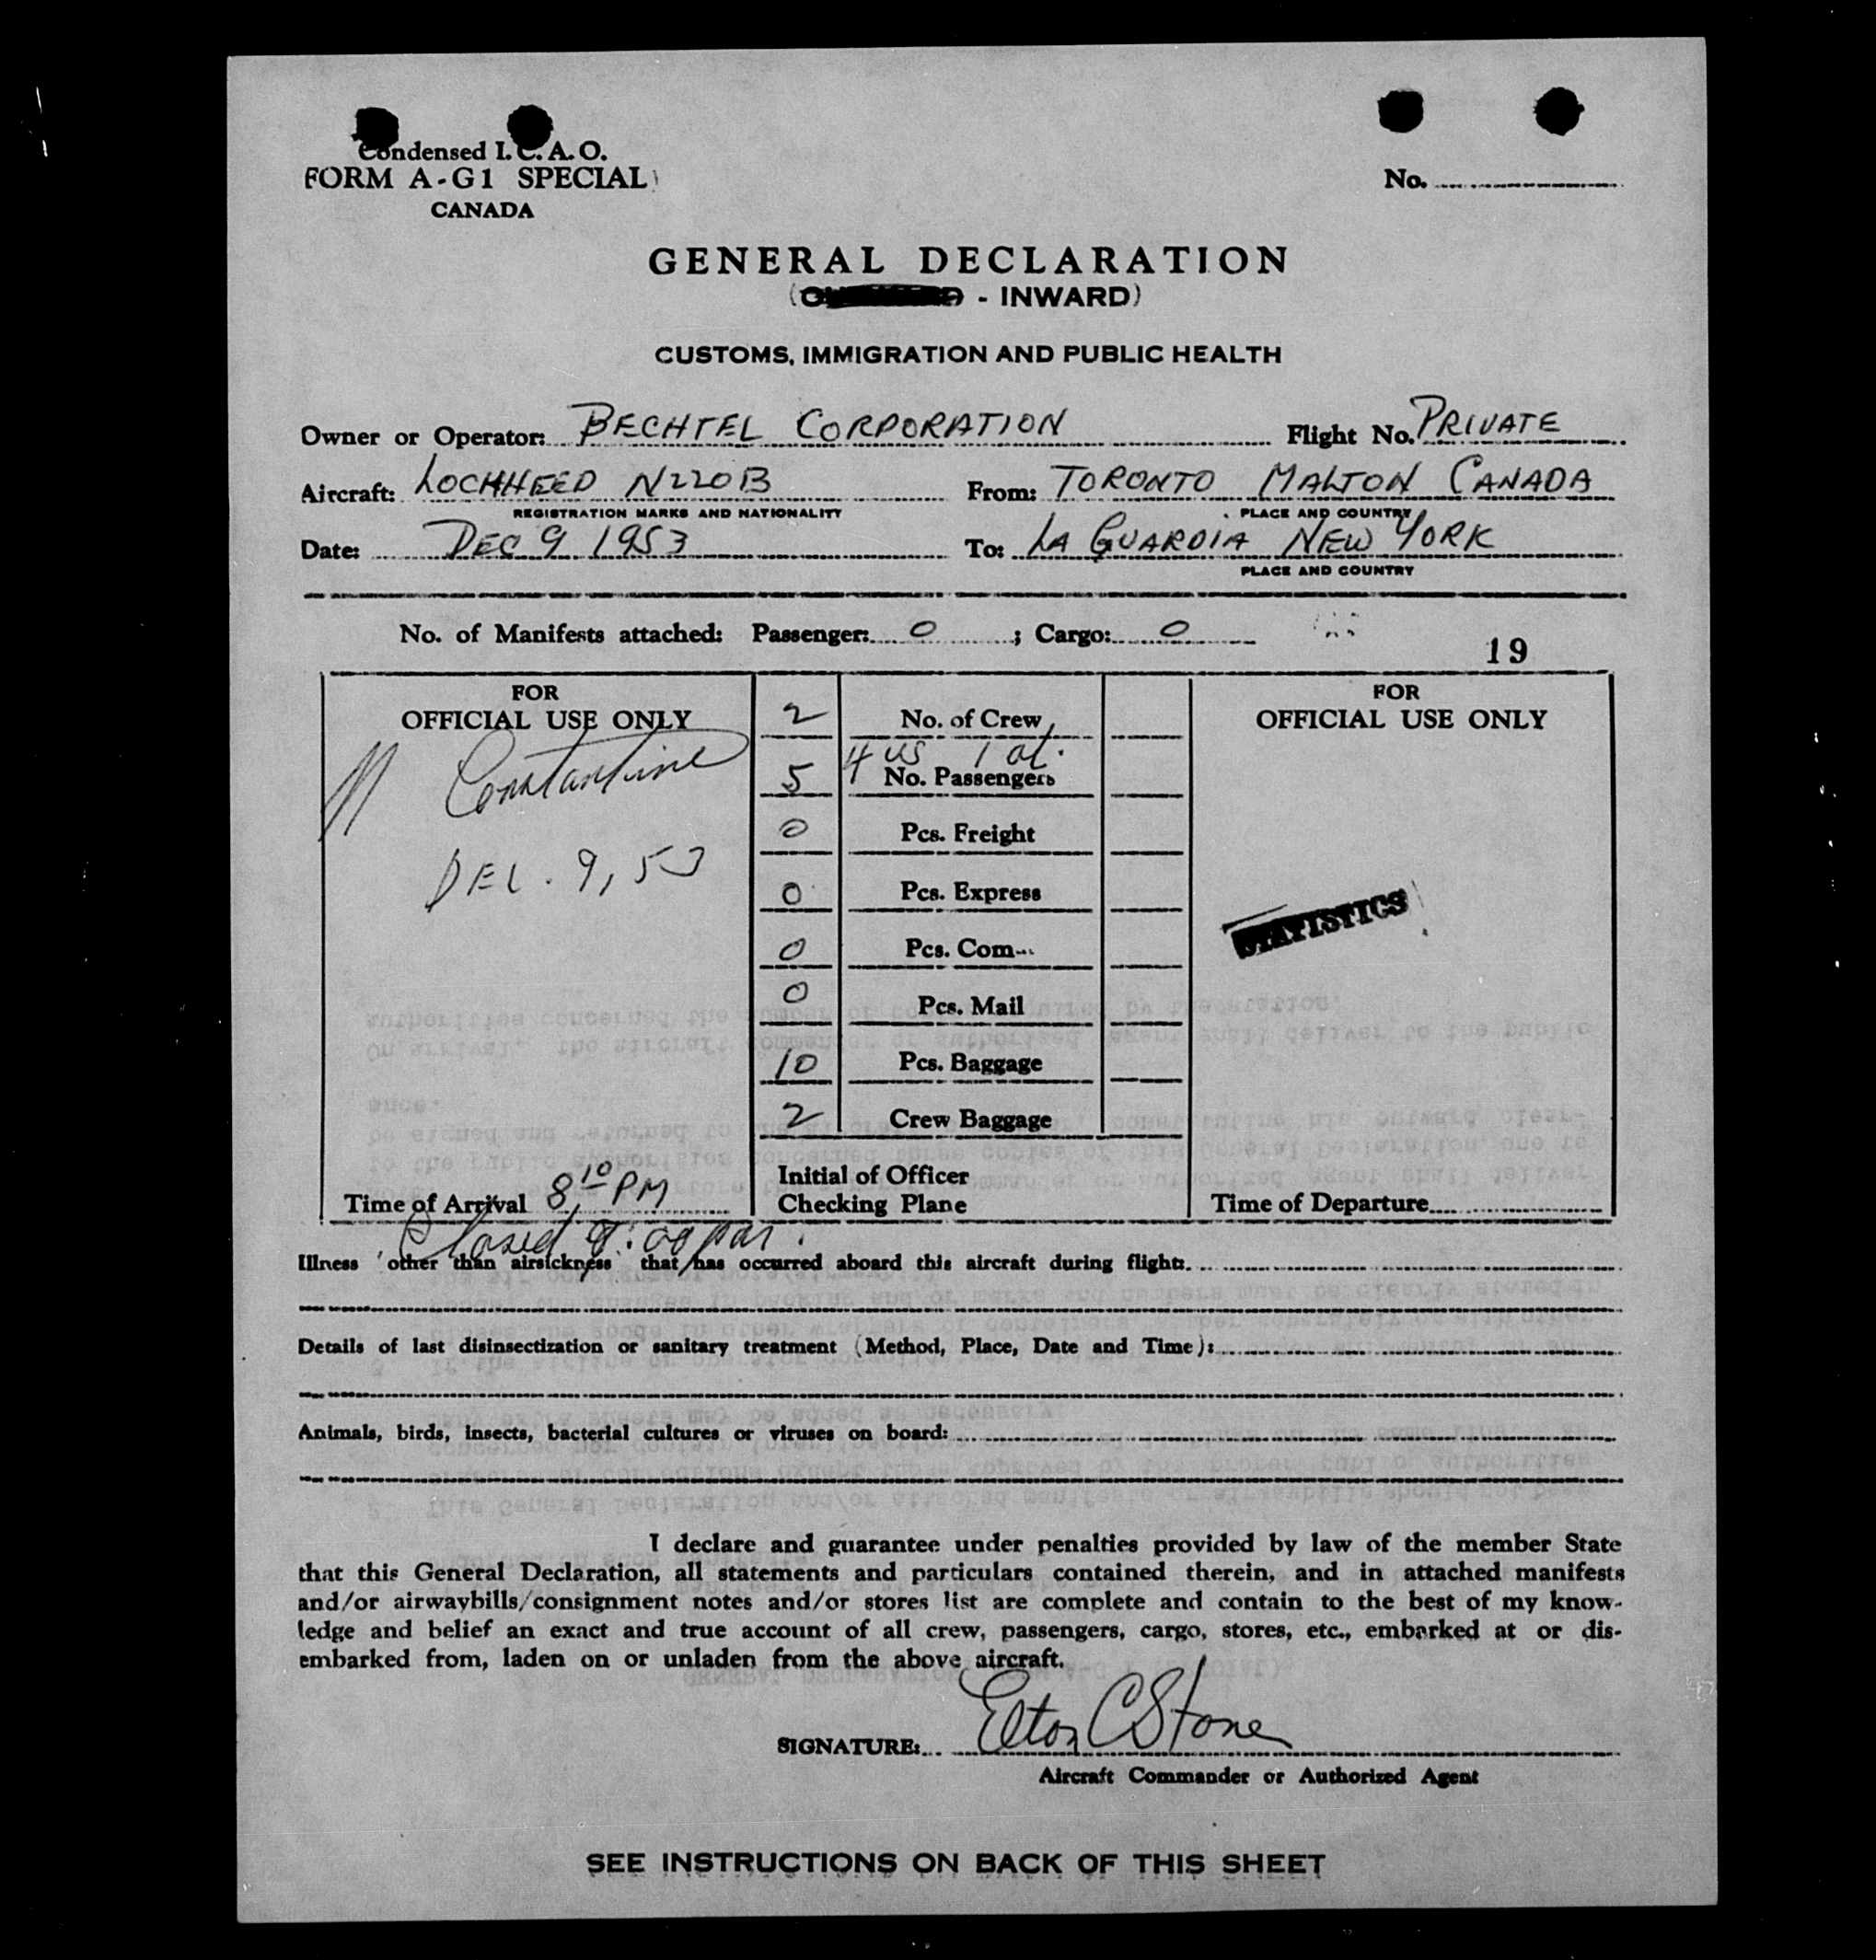 Condensed I.C.A.O.
FORM A-G1 SPECIAL
CANADA
No.
GENERAL DECLARATION
( - INWARD)
CUSTOMS, IMMIGRATION AND PUBLIC HEALTH
Owner or Operator: BECHTEL CORPORATION Flight No. PRIVATE
Aircraft: LOCKHEED N220B From: TORONTO MALTON CANADA
REGISTRATION MARKS AND NATIONALITY PLACE AND COUNTRY
Date: DEC 9 1953 To: LA GUARDIA NEW YORK
PLACE AND COUNTRY
No. of Manifests attached: Passenger: 0 ; Cargo: 0
19
FOR
OFFICIAL USE ONLY
Constantine
DEC. 9, 53
2 No. of Crew
4 US 1 al.
5 No. Passengers
0 Pcs. Freight
0 Pcs. Express
0 Pcs. Com
0 Pcs. Mail
10 Pcs. Baggage
2 Crew Baggage
FOR
OFFICIAL USE ONLY
STATISTICS
Time of Arrival 8 10 PM
Initial of Officer
Checking Plane
Time of Departure
Closed
Illness other than airsickness that has occurred aboard this aircraft during flight:
Details of last disinsectization or sanitary treatment (Method, Place, Date and Time):
Animals, birds, insects, bacterial cultures or viruses on board:
I declare and guarantee under penalties provided by law of the member State
that this General Declaration, all statements and particulars contained therein, and in attached manifests
and/or airwaybills/consignment notes and/or stores list are complete and contain to the best of my know-
ledge and belief an exact and true account of all crew, passengers, cargo, stores, etc., embarked at or dis-
embarked from, laden on or unladen from the above aircraft.
SIGNATURE: Elton C Stone
Aircraft Commander or Authorized Agent
SEE INSTRUCTIONS ON BACK OF THIS SHEET